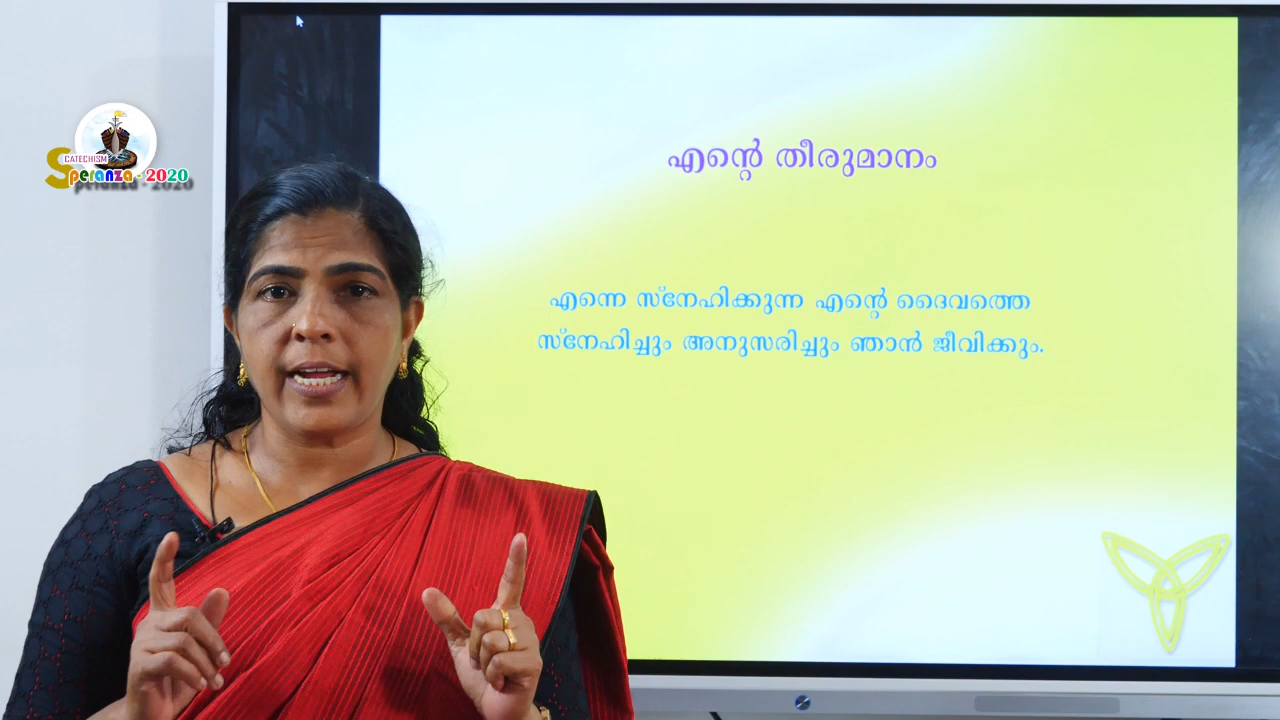 CATECHISM
Speranza - 2020
എന്റെ തീരുമാനം
എന്നെ സ്നേഹിക്കുന്ന എന്റെ ദൈവത്തെ
സ്നേഹിച്ചും അനുസരിച്ചും ഞാൻ ജീവിക്കും.